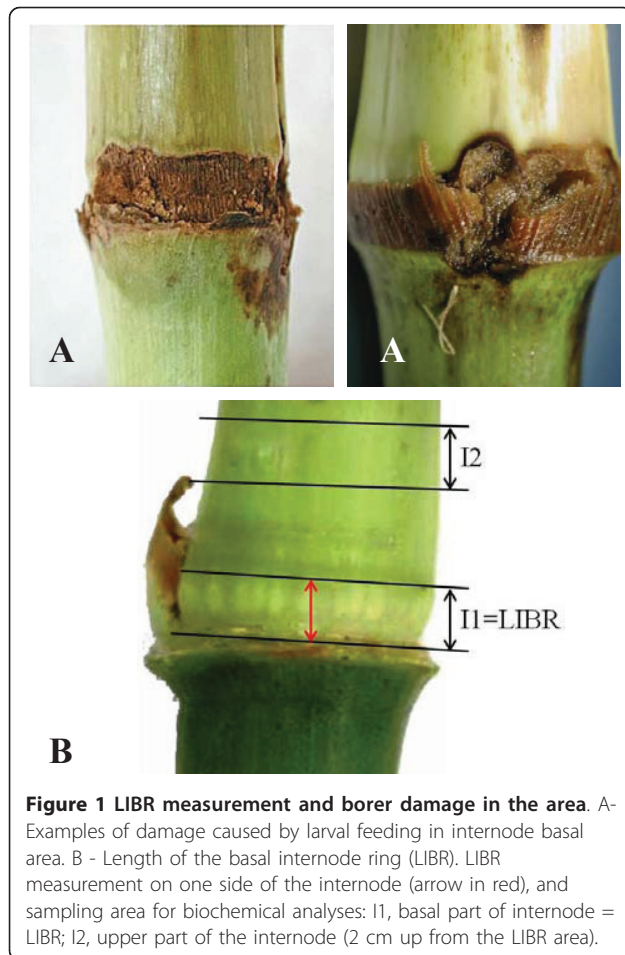 A
A
I2
I1=LIBR
B
Figure 1 LIBR measurement and borer damage in the area. A-
Examples of damage caused by larval feeding in internode basal
area. B - Length of the basal internode ring (LIBR). LIBR
measurement on one side of the internode (arrow in red), and
sampling area for biochemical analyses: I1, basal part of internode =
LIBR; I2, upper part of the internode (2 cm up from the LIBR area).